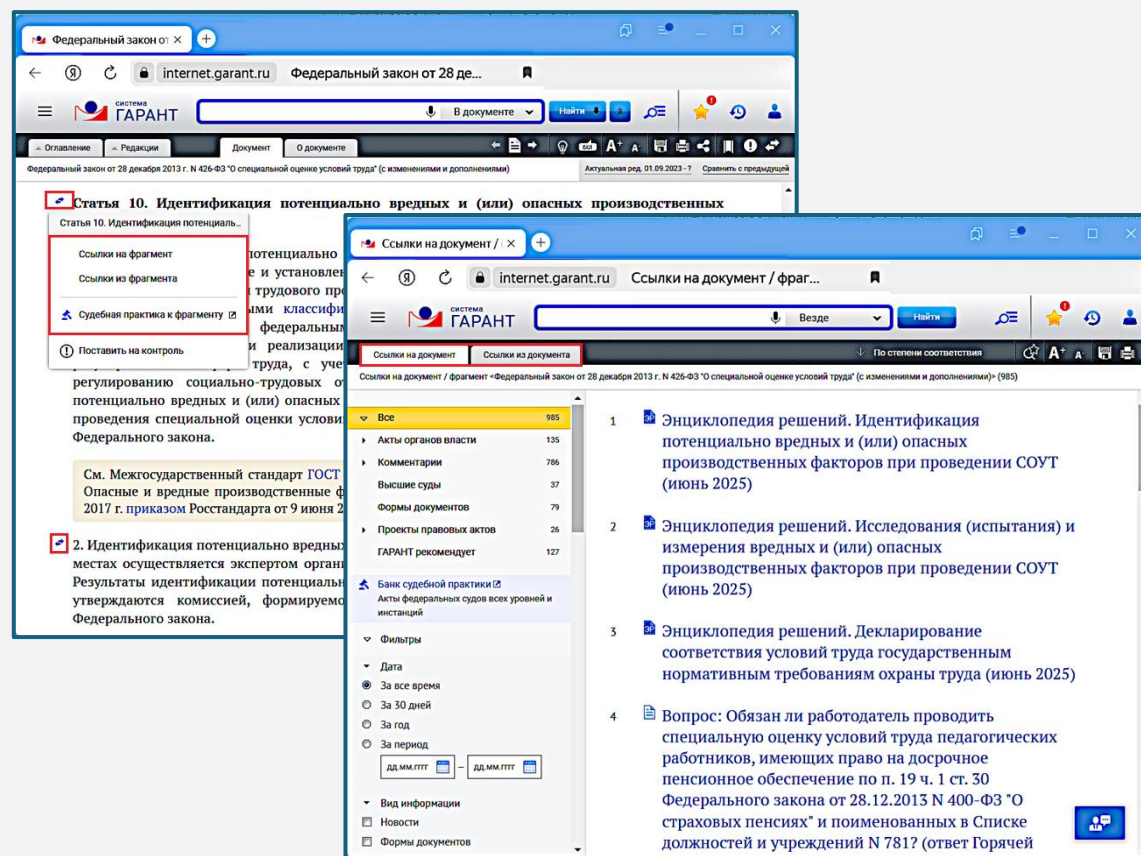 Федеральный закон от
internet.garant.ru Федеральный закон от 28 де...
система
ГАРАНТ
В документе
Найти
Оглавление Редакции Документ О документе
Федеральный закон от 28 декабря 2013 г. N 426-ФЗ "О специальной оценке условий труда" (с изменениями и дополнениями) Актуальная ред. 01.09.2023 - ? Сравнить с предыдущей
Статья 10. Идентификация потенциально вредных и (или) опасных производственных
Статья 10. Идентификация потенциаль...
Ссылки на фрагмент
Ссылки из фрагмента
Судебная практика к фрагменту
Поставить на контроль
потенциально
е и установле
трудового пр
ыми классифи
федеральны
и реализаци
труда, с уче
регулированию социально-трудовых о
потенциально вредных и (или) опасных
проведения специальной оценки услови
Федерального закона.
См. Межгосударственный стандарт ГОСТ
Опасные и вредные производственные ф
2017 г. приказом Росстандарта от 9 июня 2
2. Идентификация потенциально вредных
местах осуществляется экспертом органи
Результаты идентификации потенциальн
утверждаются комиссией, формируемо
Федерального закона.
Ссылки на документ /
internet.garant.ru Ссылки на документ / фраг...
система
ГАРАНТ
Везде
Найти
Ссылки на документ Ссылки из документа По степени соответствия
Ссылки на документ / фрагмент <Федеральный закон от 28 декабря 2013 г. N 426-ФЗ "О специальной оценке условий труда" (с изменениями и дополнениями)> (985)
Все 985
Акты органов власти 135
Комментарии 786
Высшие суды 37
Формы документов 79
Проекты правовых актов 26
ГАРАНТ рекомендует 127
Банк судебной практики
Акты федеральных судов всех уровней и
инстанций
Фильтры
Дата
За все время
За 30 дней
За год
За период
дд.мм.гггг – дд.мм.гггг
Вид информации
Новости
Формы документов
1 Энциклопедия решений. Идентификация
потенциально вредных и (или) опасных
производственных факторов при проведении СОУТ
(июнь 2025)
2 Энциклопедия решений. Исследования (испытания) и
измерения вредных и (или) опасных
производственных факторов при проведении СОУТ
(июнь 2025)
3 Энциклопедия решений. Декларирование
соответствия условий труда государственным
нормативным требованиям охраны труда (июнь 2025)
4 Вопрос: Обязан ли работодатель проводить
специальную оценку условий труда педагогических
работников, имеющих право на досрочное
пенсионное обеспечение по п. 19 ч. 1 ст. 30
Федерального закона от 28.12.2013 N 400-ФЗ "О
страховых пенсиях" и поименованных в Списке
должностей и учреждений N 781? (ответ Горячей